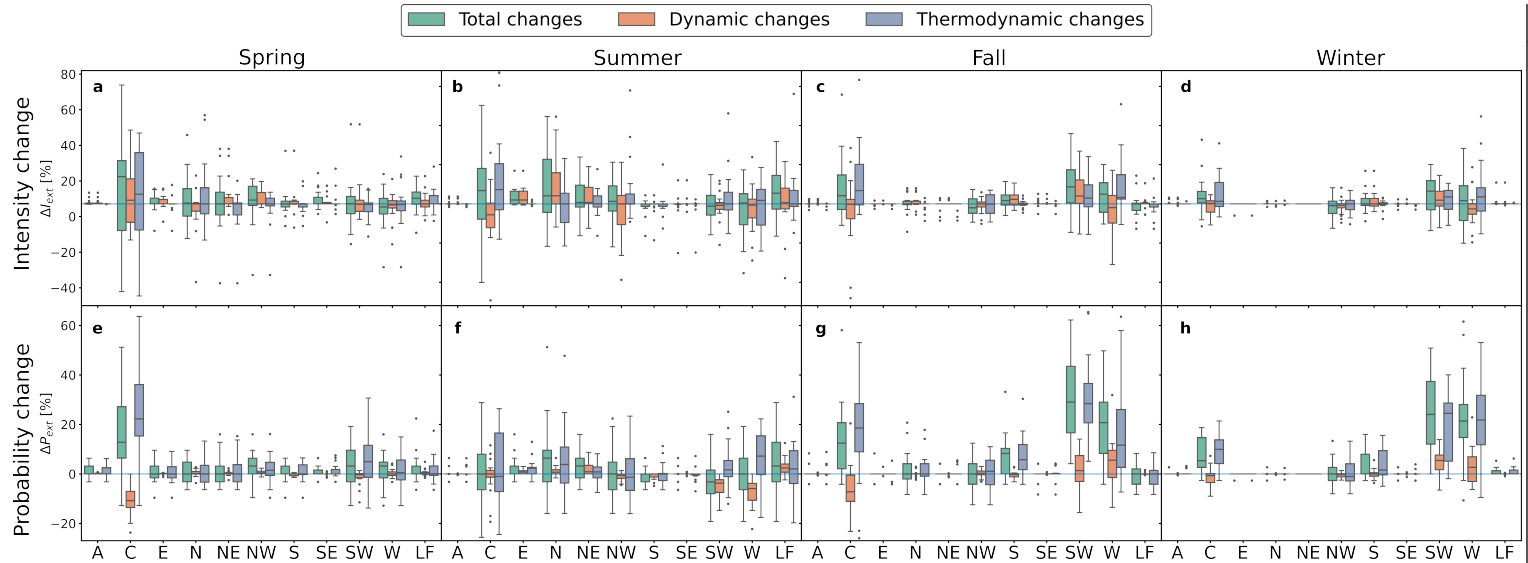 Total changes Dynamic changes Thermodynamic changes
Spring Summer Fall Winter
Intensity change
ΔI_ext [%]
80
60
40
20
0
−20
−40
a b c d
Probability change
ΔP_ext [%]
60
40
20
0
−20
e f g h
A C E N NE NW S SE SW W LF A C E N NE NW S SE SW W LF A C E N NE NW S SE SW W LF A C E N NE NW S SE SW W LF